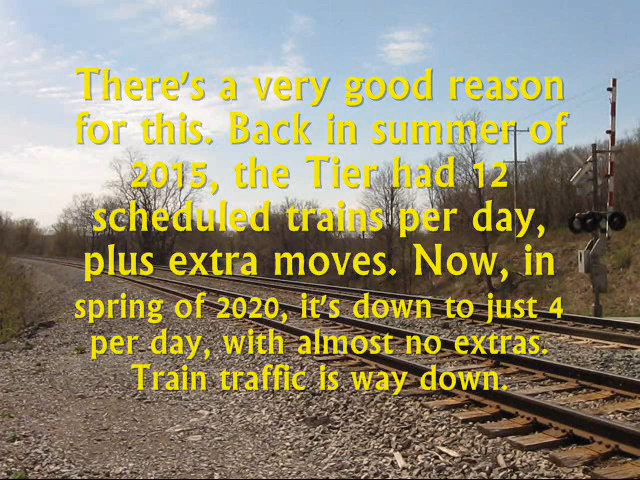 There's a very good reason
for this. Back in summer of
2015, the Tier had 12
scheduled trains per day,
plus extra moves. Now, in
spring of 2020, it's down to just 4
per day, with almost no extras.
Train traffic is way down.